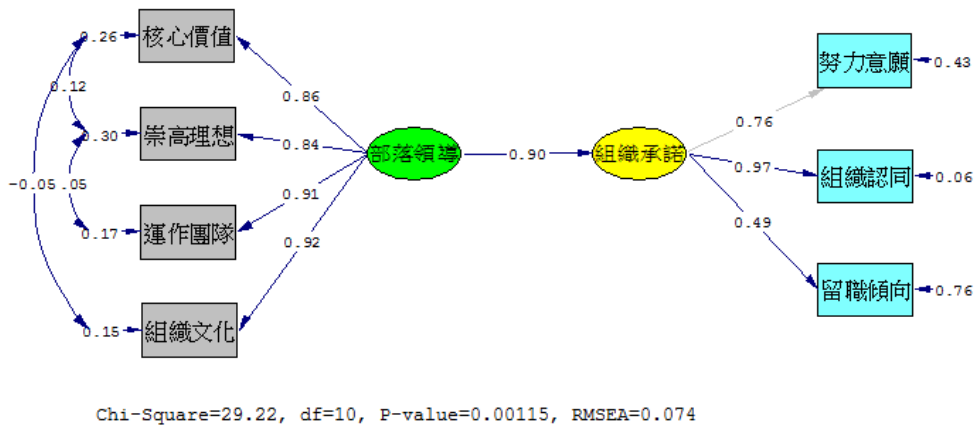 0.26 核心價值
0.12
0.30 崇高理想
-0.05 .05
0.17 運作團隊
0.15 組織文化
0.86
0.84
0.91
0.92
部落領導
0.90
組織承諾
0.76
0.97
0.49
努力意願 0.43
組織認同 0.06
留職傾向 0.76
Chi-Square=29.22, df=10, P-value=0.00115, RMSEA=0.074